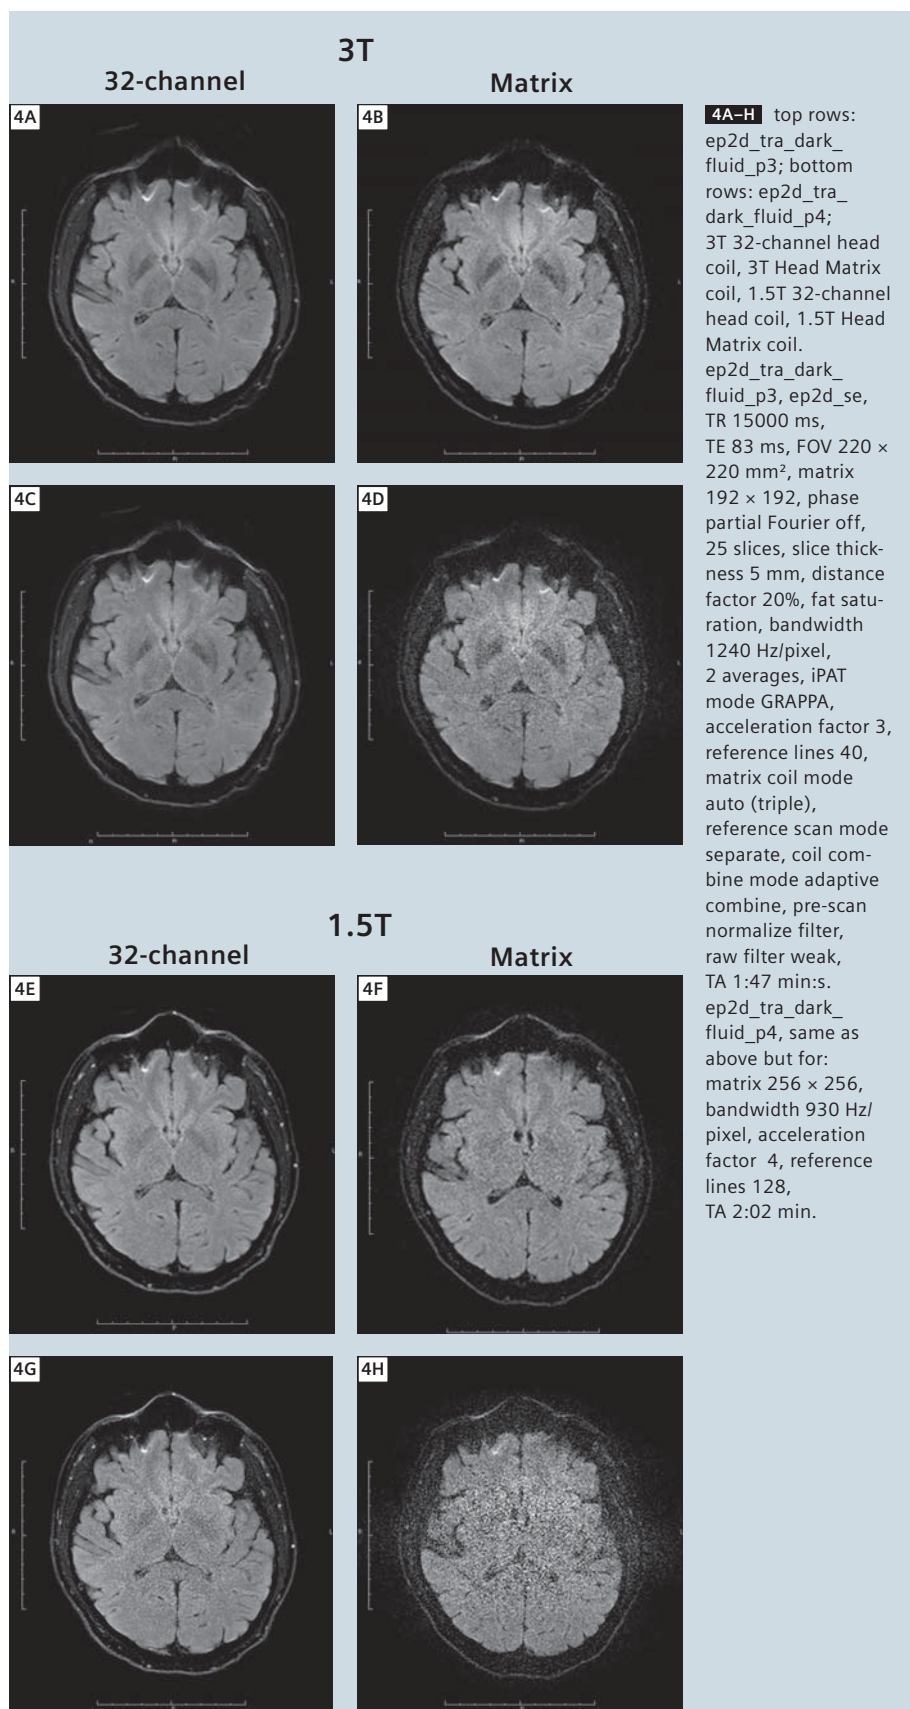 3T
32-channel
Matrix
4A
4B
4C
4D
1.5T
32-channel
Matrix
4E
4F
4G
4H
4A–H top rows:
ep2d_tra_dark_
fluid_p3; bottom
rows: ep2d_tra_
dark_fluid_p4;
3T 32-channel head
coil, 3T Head Matrix
coil, 1.5T 32-channel
head coil, 1.5T Head
Matrix coil.
ep2d_tra_dark_
fluid_p3, ep2d_se,
TR 15000 ms,
TE 83 ms, FOV 220 ×
220 mm², matrix
192 × 192, phase
partial Fourier off,
25 slices, slice thick-
ness 5 mm, distance
factor 20%, fat satu-
ration, bandwidth
1240 Hz/pixel,
2 averages, iPAT
mode GRAPPA,
acceleration factor 3,
reference lines 40,
matrix coil mode
auto (triple),
reference scan mode
separate, coil com-
bine mode adaptive
combine, pre-scan
normalize filter,
raw filter weak,
TA 1:47 min:s.
ep2d_tra_dark_
fluid_p4, same as
above but for:
matrix 256 × 256,
bandwidth 930 Hz/
pixel, acceleration
factor  4, reference
lines 128,
TA 2:02 min.